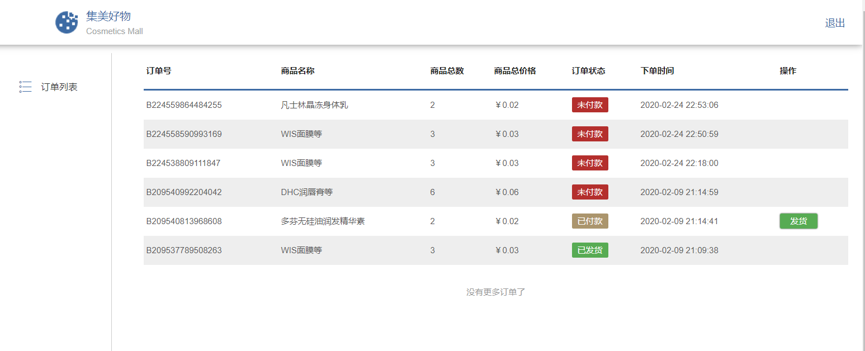 集美好物
Cosmetics Mall
退出
订单列表
订单号 商品名称 商品总数 商品总价格 订单状态 下单时间 操作
B224559864484255 凡士林晶冻身体乳 2 ￥0.02 未付款 2020-02-24 22:53:06
B224558590993169 WIS面膜等 3 ￥0.03 未付款 2020-02-24 22:50:59
B224538809111847 WIS面膜等 3 ￥0.03 未付款 2020-02-24 22:18:00
B209540992204042 DHC润唇膏等 6 ￥0.06 未付款 2020-02-09 21:14:59
B209540813968608 多芬无硅油润发精华素 2 ￥0.02 已付款 2020-02-09 21:14:41 发货
B209537789508263 WIS面膜等 3 ￥0.03 已发货 2020-02-09 21:09:38
没有更多订单了